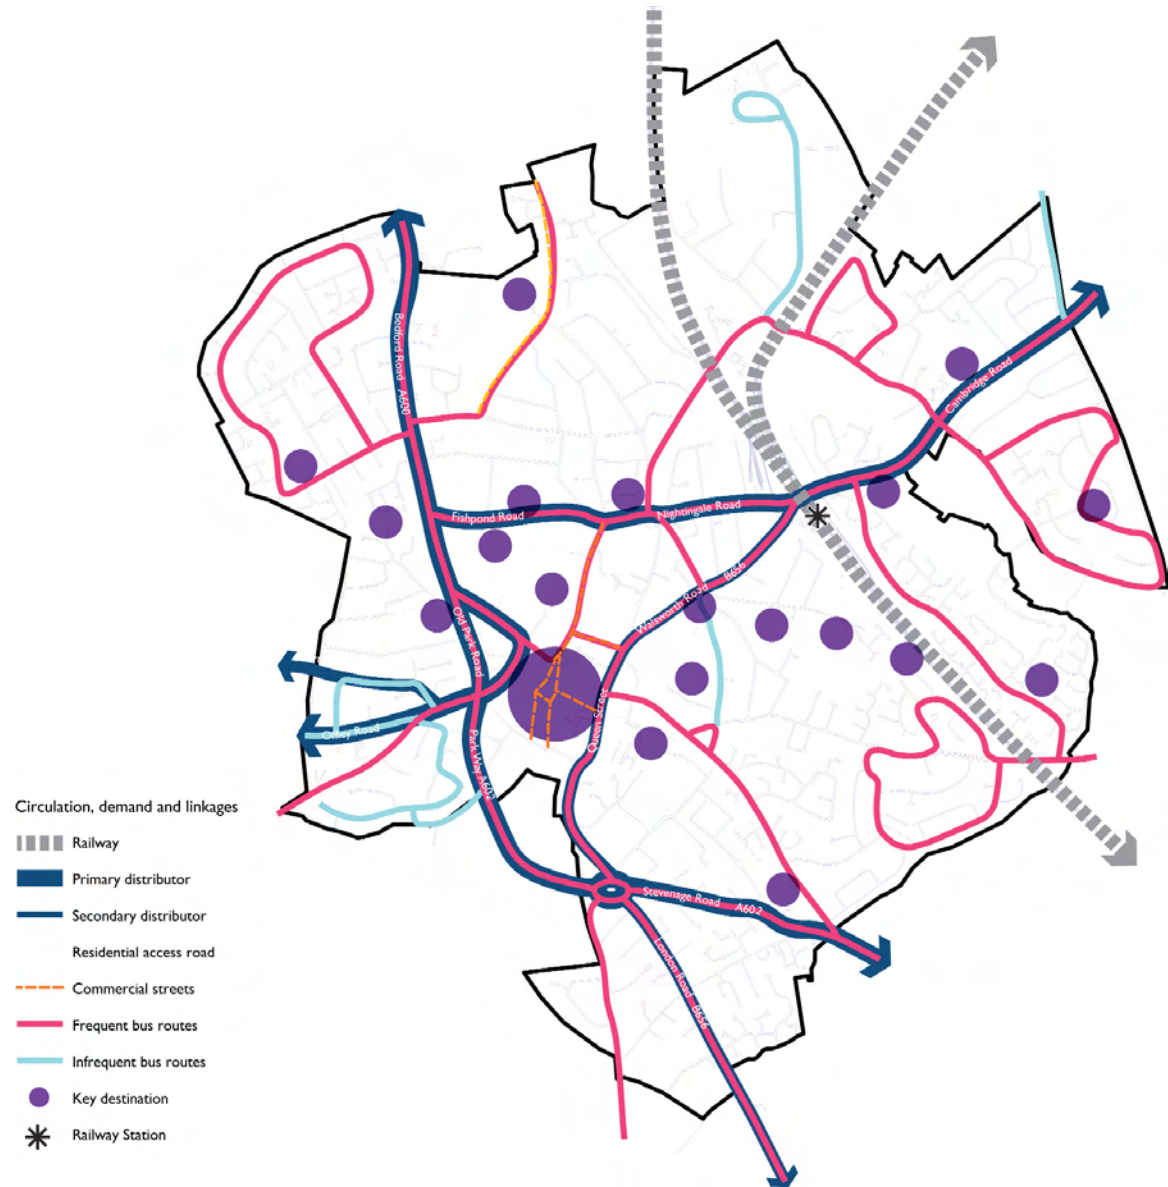 Bedford Road A600
Cambridge Road
Fishpond Road
Nightingale Road
Walsworth Road B656
Old Park Road
Queen Street
Offley Road
Park Way A602
Stevenage Road A602
London Road B656
Circulation, demand and linkages
Railway
Primary distributor
Secondary distributor
Residential access road
Commercial streets
Frequent bus routes
Infrequent bus routes
Key destination
Railway Station